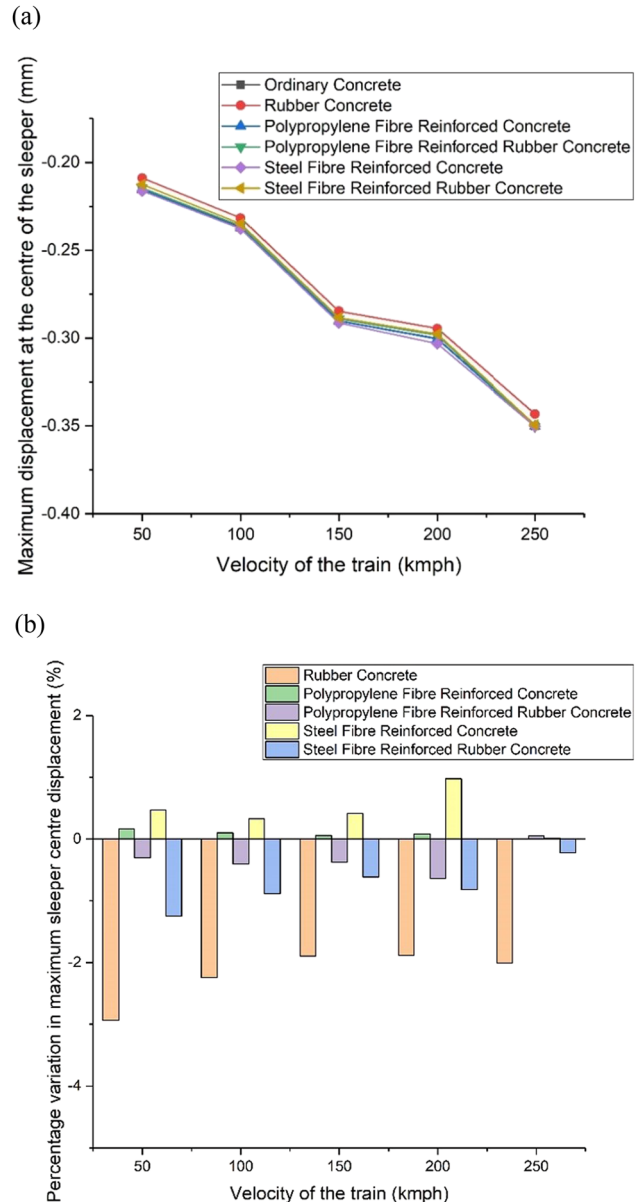 (a)
Ordinary Concrete
Rubber Concrete
Polypropylene Fibre Reinforced Concrete
Polypropylene Fibre Reinforced Rubber Concrete
Steel Fibre Reinforced Concrete
Steel Fibre Reinforced Rubber Concrete
Maximum displacement at the centre of the sleeper (mm)
-0.20
-0.25
-0.30
-0.35
-0.40
50 100 150 200 250
Velocity of the train (kmph)
(b)
Rubber Concrete
Polypropylene Fibre Reinforced Concrete
Polypropylene Fibre Reinforced Rubber Concrete
Steel Fibre Reinforced Concrete
Steel Fibre Reinforced Rubber Concrete
Percentage variation in maximum sleeper centre displacement (%)
2
0
-2
-4
50 100 150 200 250
Velocity of the train (kmph)